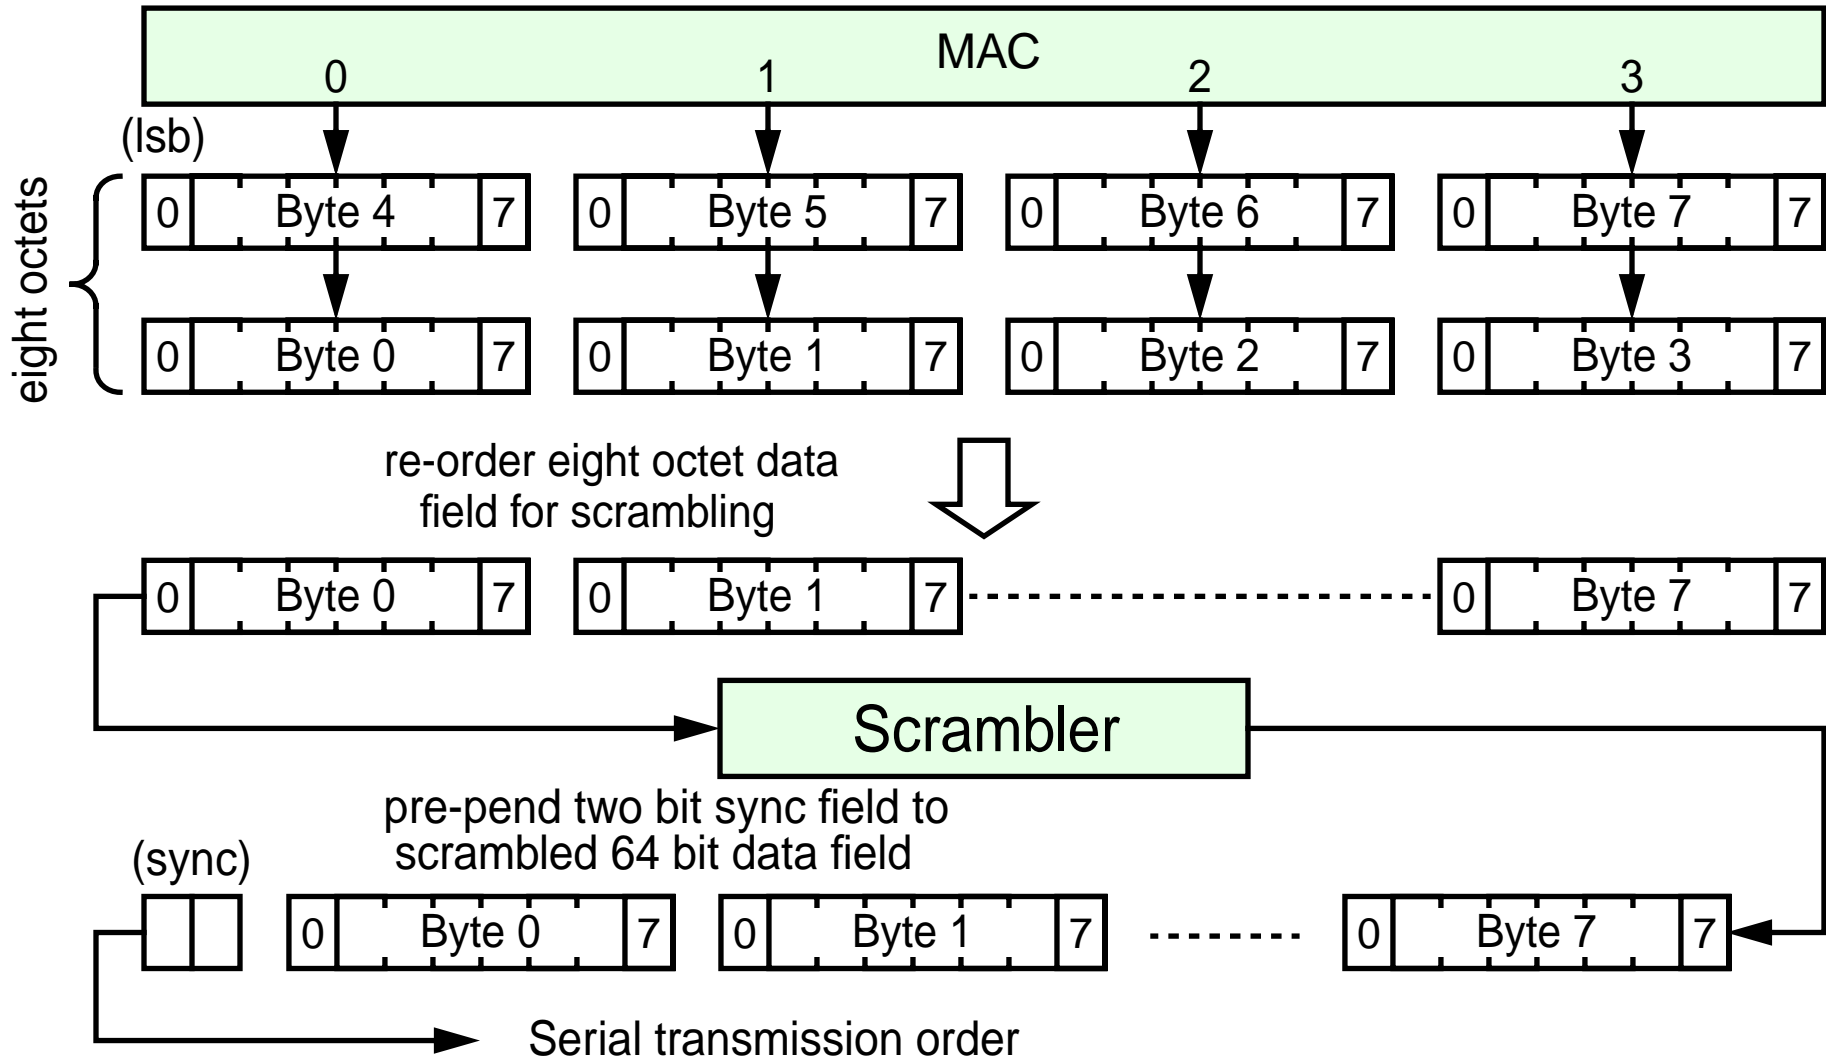 MAC
0 1 2 3
(lsb)
eight octets
0 Byte 4 7 0 Byte 5 7 0 Byte 6 7 0 Byte 7 7
0 Byte 0 7 0 Byte 1 7 0 Byte 2 7 0 Byte 3 7
re-order eight octet data
field for scrambling
0 Byte 0 7 0 Byte 1 7 0 Byte 7 7
Scrambler
pre-pend two bit sync field to
scrambled 64 bit data field
(sync)
0 Byte 0 7 0 Byte 1 7 0 Byte 7 7
Serial transmission order